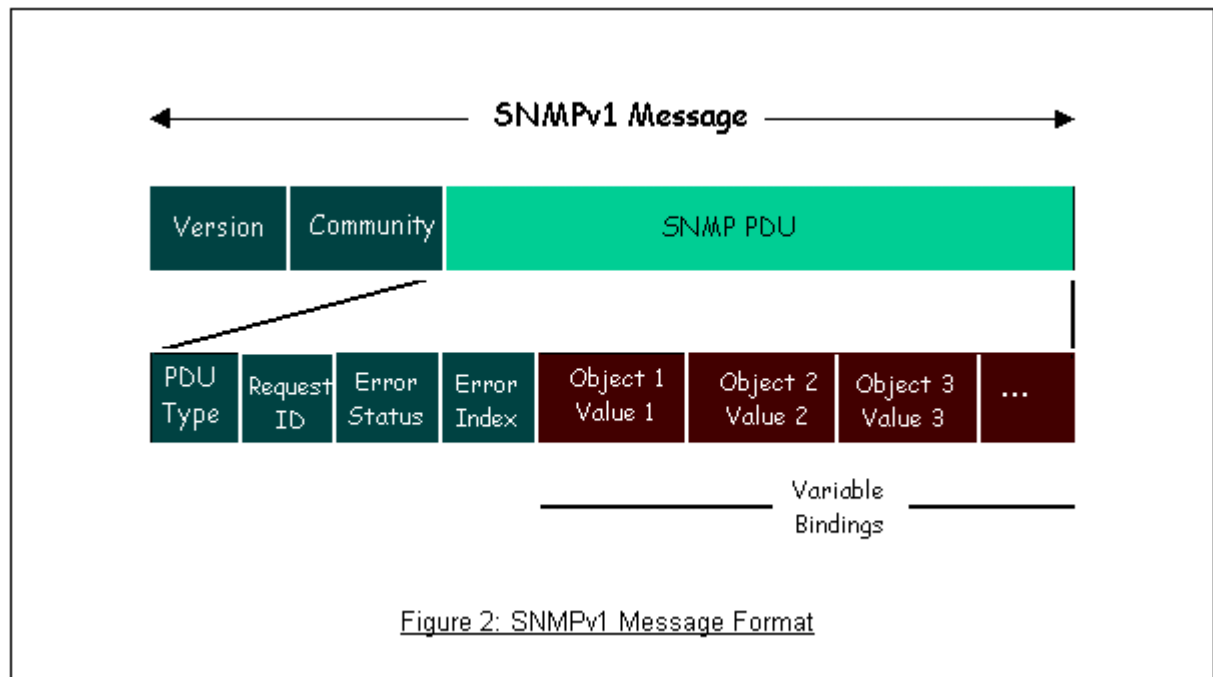 SNMPv1 Message
Version
Community
SNMP PDU
PDU
Type
Request
ID
Error
Status
Error
Index
Object 1
Value 1
Object 2
Value 2
Object 3
Value 3
...
Variable
Bindings
Figure 2: SNMPv1 Message Format